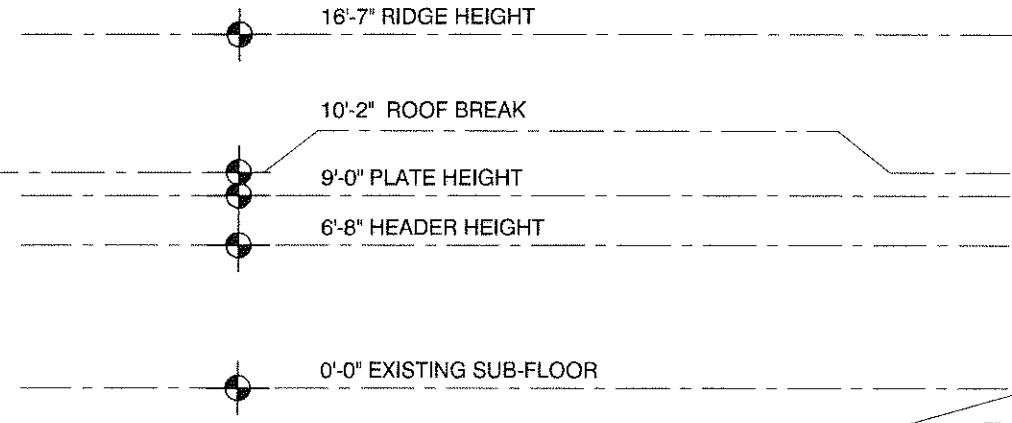 16'-7" RIDGE HEIGHT
10'-2" ROOF BREAK
9'-0" PLATE HEIGHT
6'-8" HEADER HEIGHT
0'-0" EXISTING SUB-FLOOR